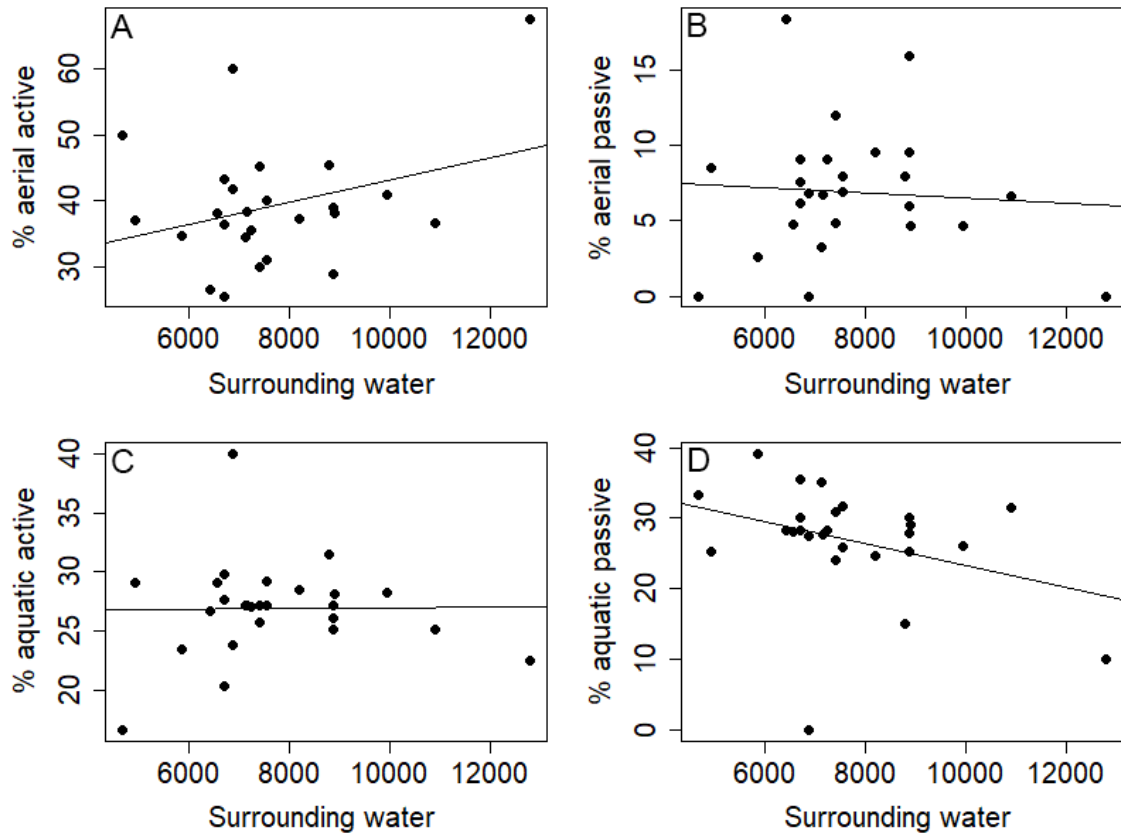 A
% aerial active
60
50
40
30
6000 8000 10000 12000
Surrounding water
B
% aerial passive
15
10
5
0
6000 8000 10000 12000
Surrounding water
C
% aquatic active
40
35
30
25
20
6000 8000 10000 12000
Surrounding water
D
% aquatic passive
40
30
20
10
0
6000 8000 10000 12000
Surrounding water